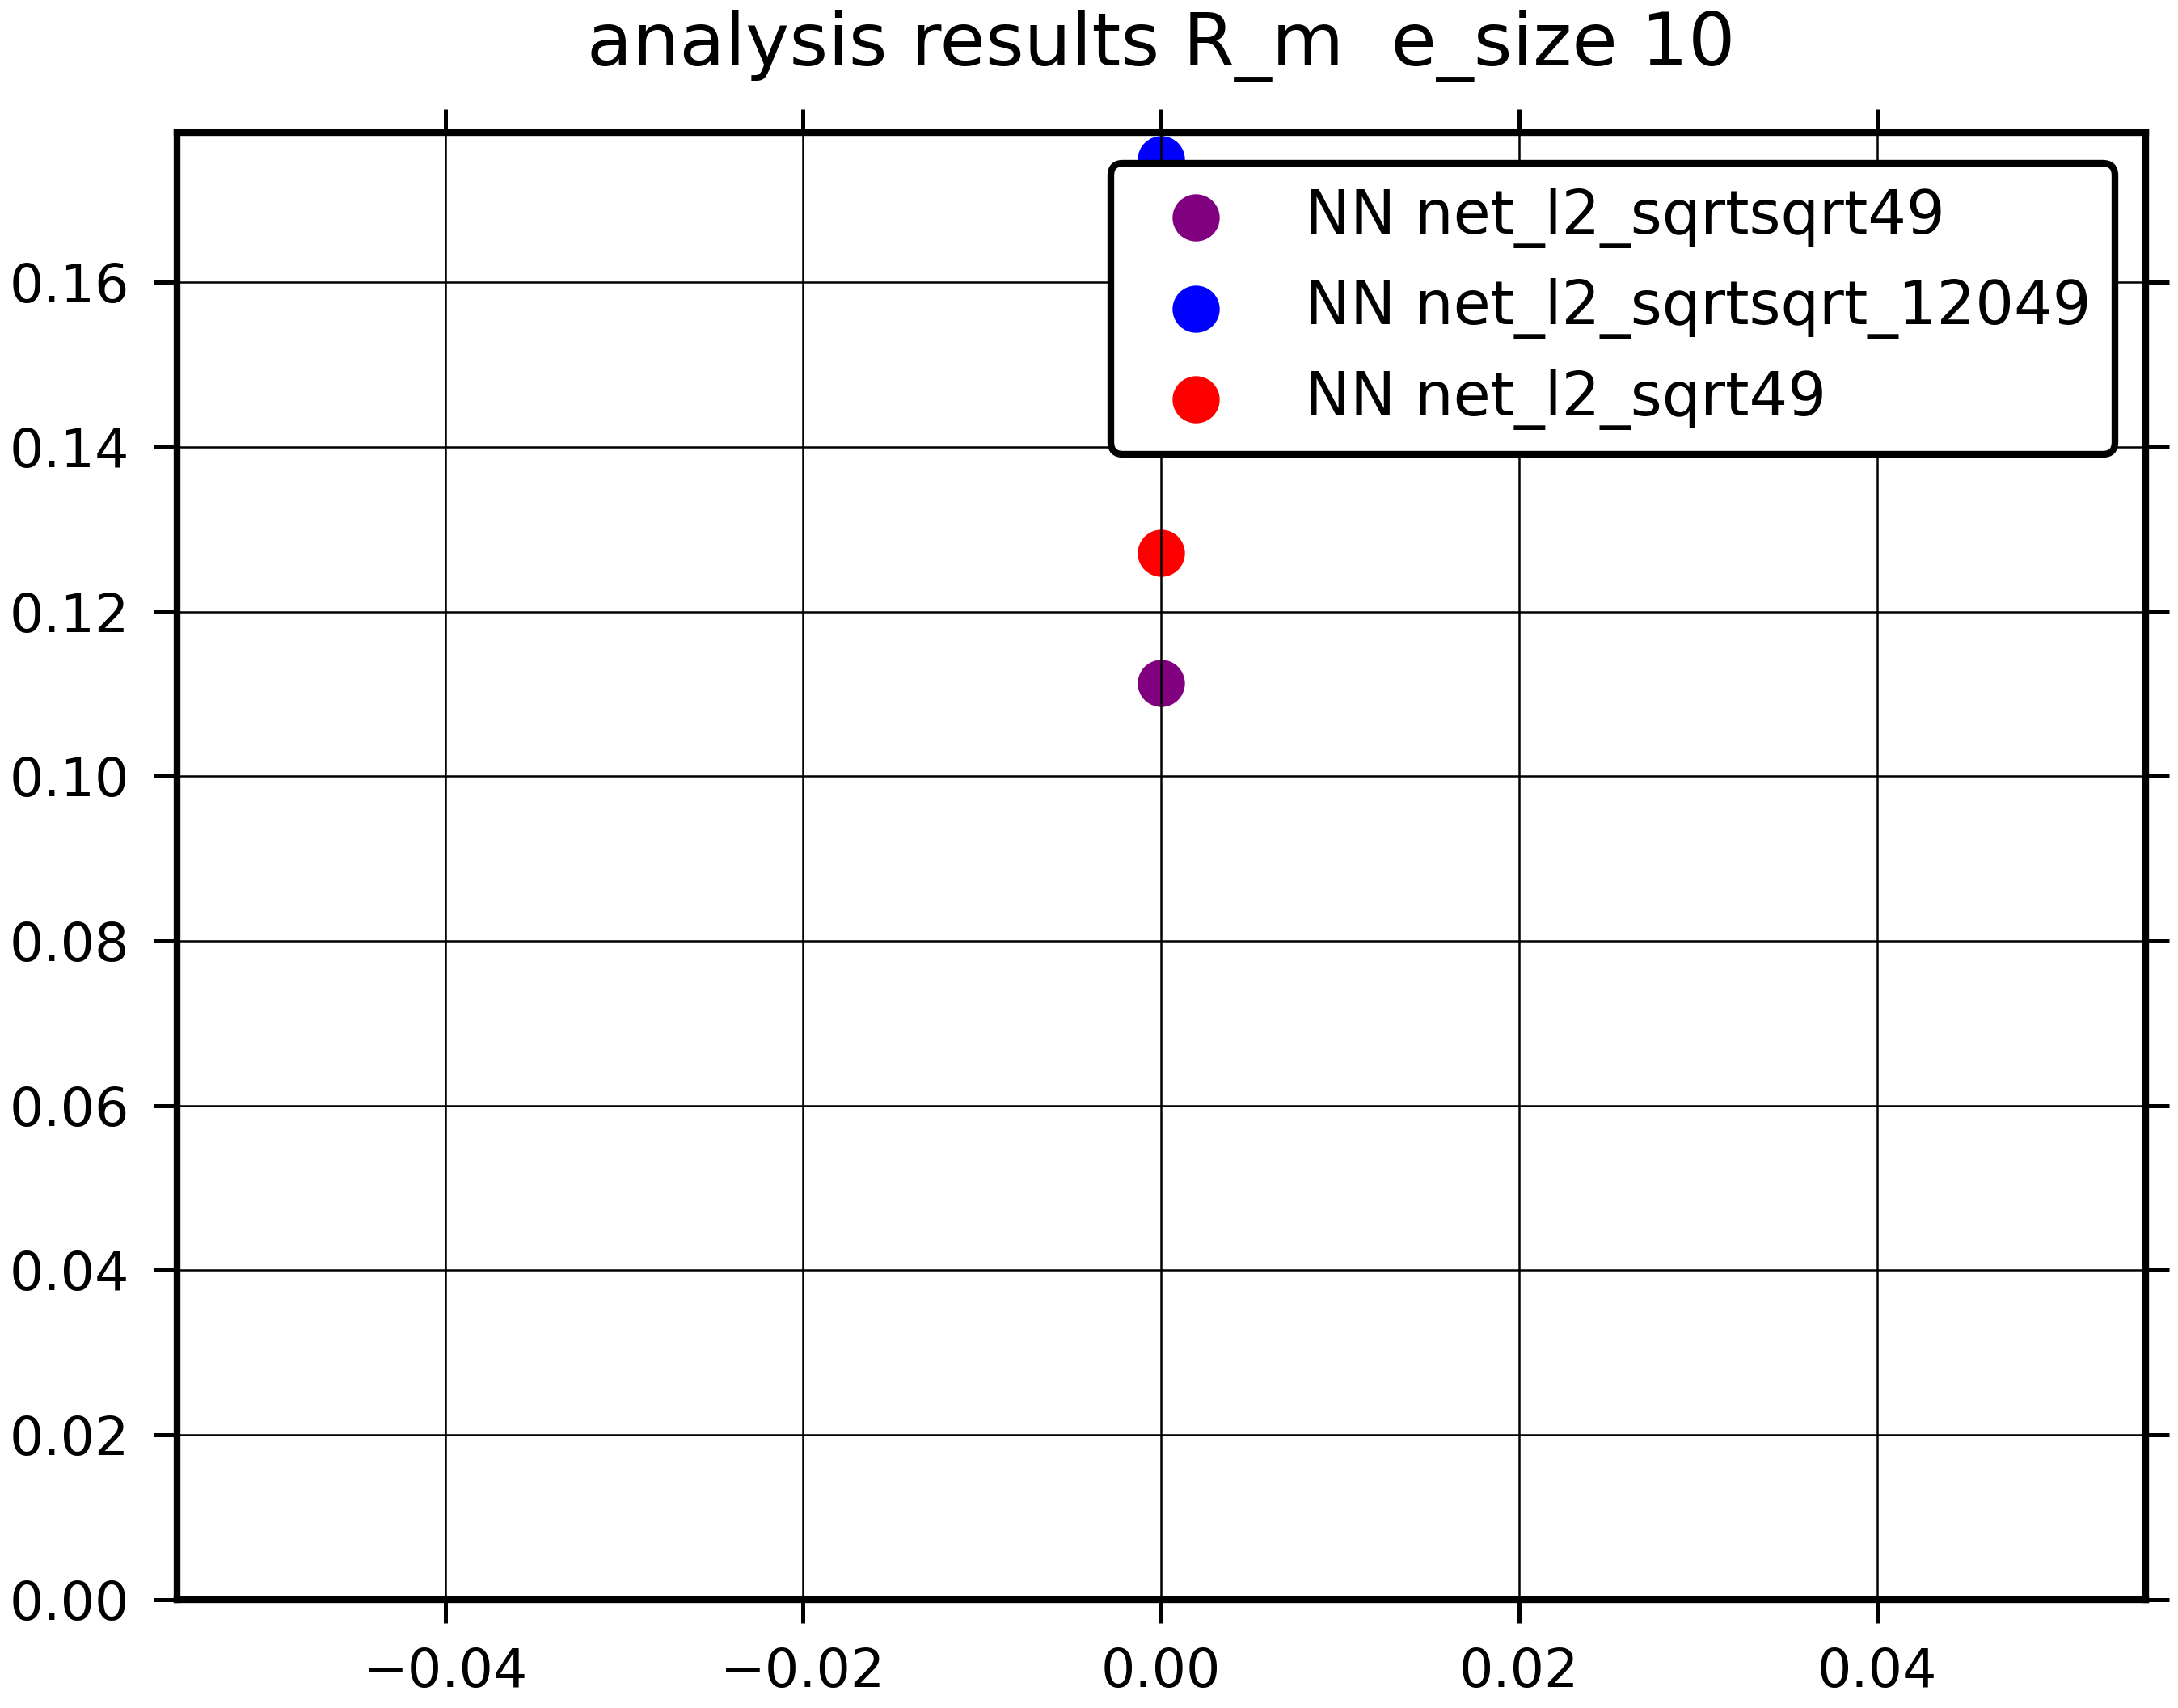 analysis results R_m  e_size 10
NN net_l2_sqrtsqrt49
NN net_l2_sqrtsqrt_12049
NN net_l2_sqrt49
0.16
0.14
0.12
0.10
0.08
0.06
0.04
0.02
0.00
−0.04 −0.02 0.00 0.02 0.04